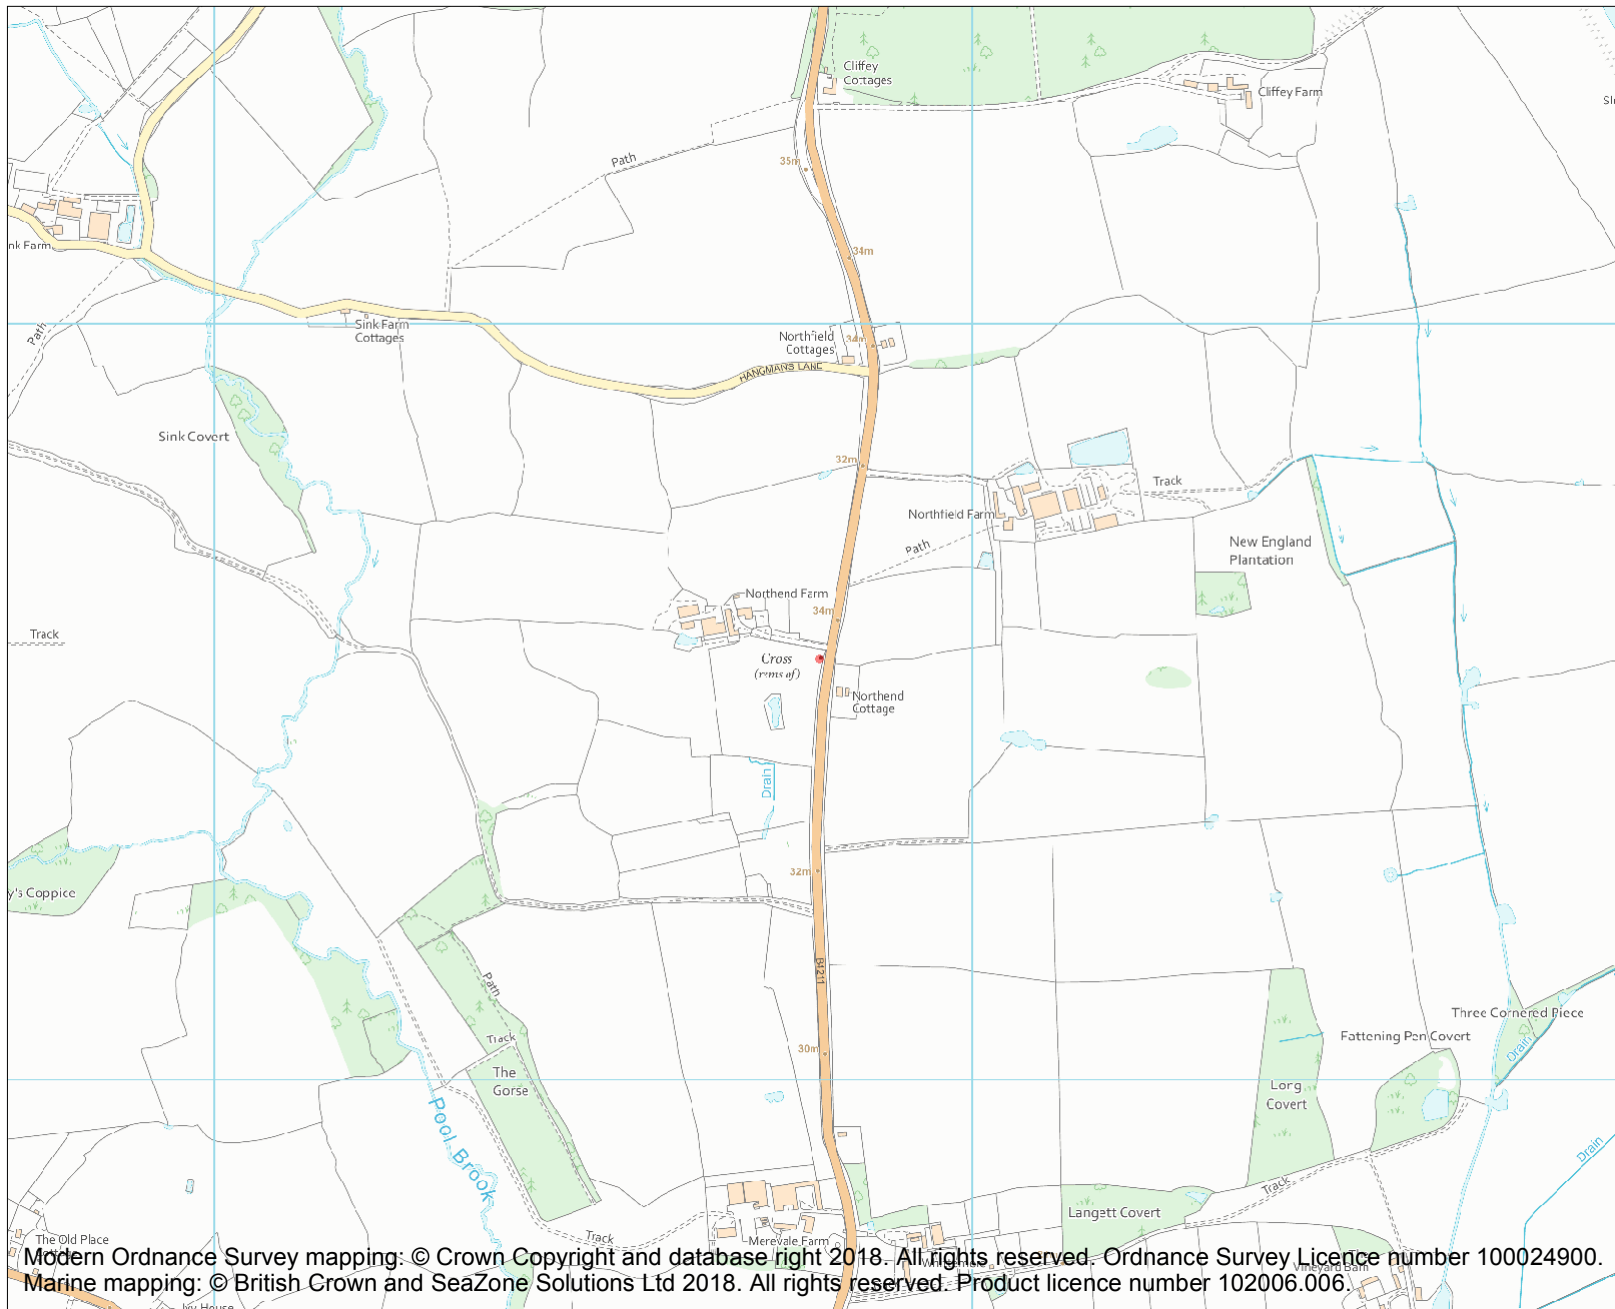 Cliffey
Cottages
Cliffey Farm
Path
35m
34m
nk Farm
Path
Sink Farm
Cottages
Northfield
Cottages
34m
HANGMANS LANE
Sink Covert
32m
Track
Northfield Farm
Path
New England
Plantation
Northend Farm
34m
Track
Cross
(rems of)
Northend
Cottage
Drain
32m
y's Coppice
B4211
Path
Three Cornered Piece
Fattening Pen Covert
Drain
Track
30m
The
Gorse
Long
Covert
Pool Brook
Drain
Track
Langett Covert
Track
The Old Place
Merevale Farm
Modern Ordnance Survey mapping: © Crown Copyright and database right 2018. All rights reserved. Ordnance Survey Licence number 100024900.
Vineyard Barn
Marine mapping: © British Crown and SeaZone Solutions Ltd 2018. All rights reserved. Product licence number 102006.006.
Ivy House